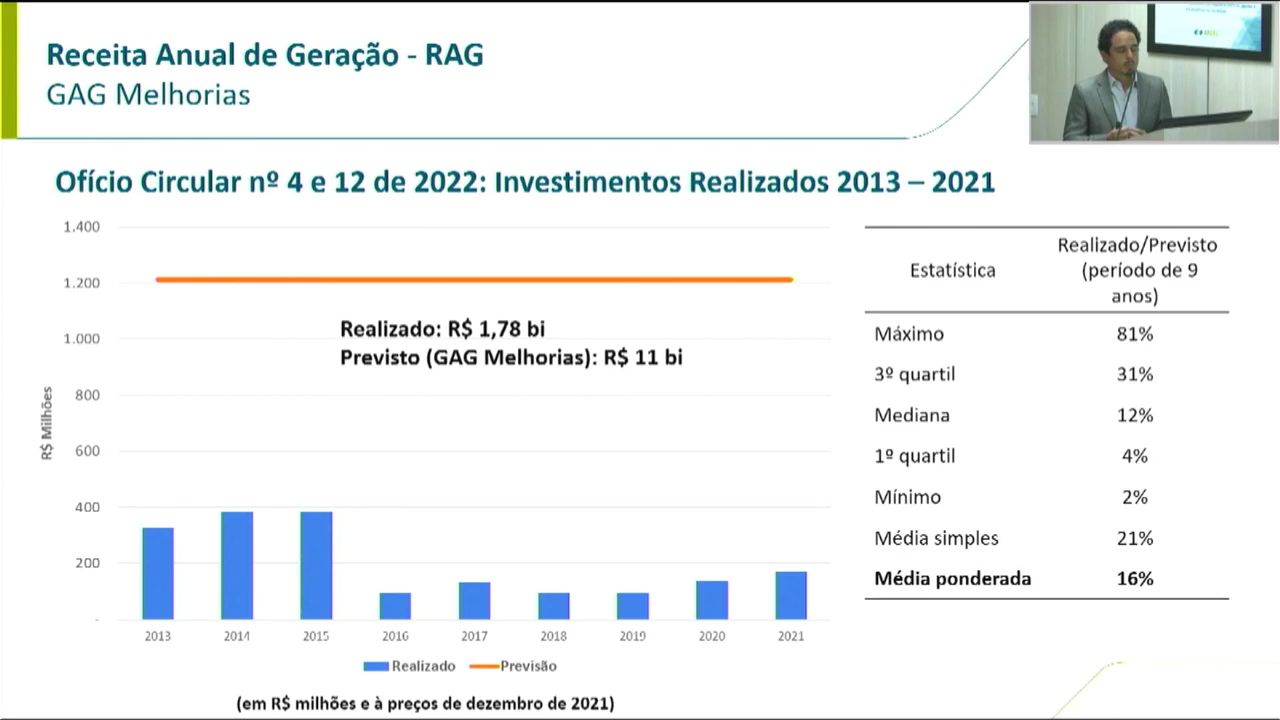 Receita Anual de Geração - RAG
GAG Melhorias
Ofício Circular nº 4 e 12 de 2022: Investimentos Realizados 2013 – 2021
1.400
1.200
1.000
800
600
400
200
-
R$ Milhões
Realizado: R$ 1,78 bi
Previsto (GAG Melhorias): R$ 11 bi
2013 2014 2015 2016 2017 2018 2019 2020 2021
Realizado Previsão
(em R$ milhões e à preços de dezembro de 2021)
Estatística Realizado/Previsto
(período de 9
anos)
Máximo 81%
3º quartil 31%
Mediana 12%
1º quartil 4%
Mínimo 2%
Média simples 21%
Média ponderada 16%